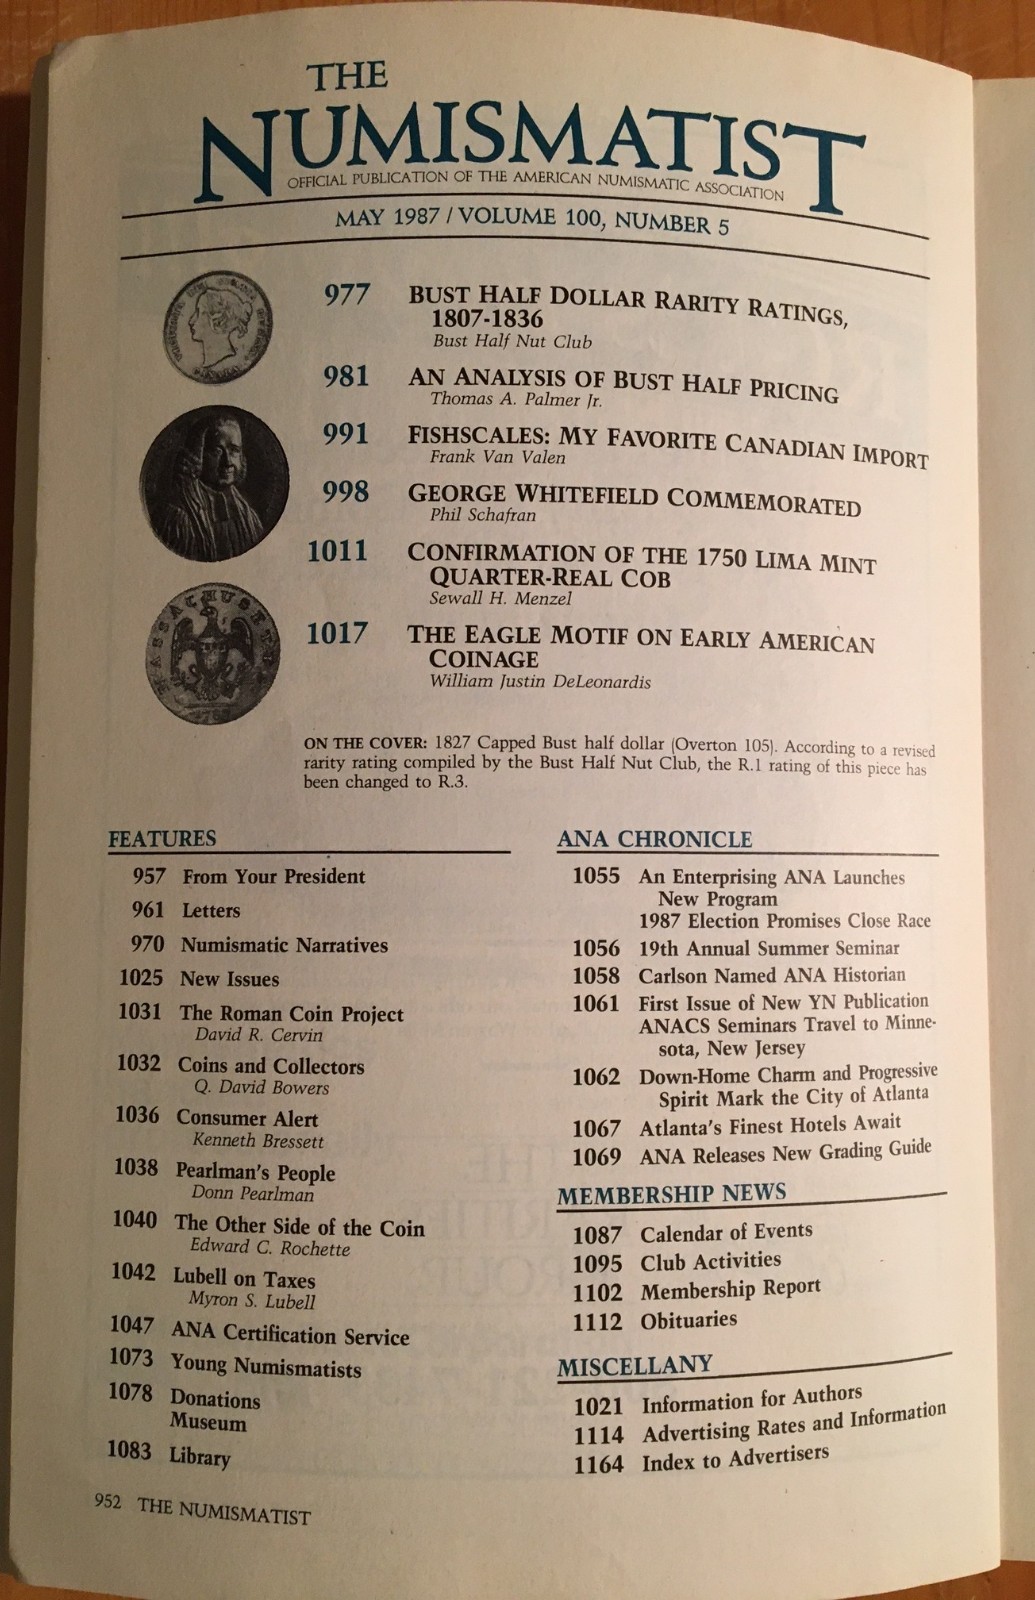 THE
NUMISMATIST
OFFICIAL PUBLICATION OF THE AMERICAN NUMISMATIC ASSOCIATION
MAY 1987 / VOLUME 100, NUMBER 5
977 BUST HALF DOLLAR RARITY RATINGS,
1807-1836
Bust Half Nut Club
981 AN ANALYSIS OF BUST HALF PRICING
Thomas A. Palmer Jr.
991 FISHSCALES: MY FAVORITE CANADIAN IMPORT
Frank Van Valen
998 GEORGE WHITEFIELD COMMEMORATED
Phil Schafran
1011 CONFIRMATION OF THE 1750 LIMA MINT
QUARTER-REAL COB
Sewall H. Menzel
1017 THE EAGLE MOTIF ON EARLY AMERICAN
COINAGE
William Justin DeLeonardis
MASSACHUSETTS
ON THE COVER: 1827 Capped Bust half dollar (Overton 105). According to a revised
rarity rating compiled by the Bust Half Nut Club, the R.1 rating of this piece has
been changed to R.3.
FEATURES
957 From Your President
961 Letters
970 Numismatic Narratives
1025 New Issues
1031 The Roman Coin Project
David R. Cervin
1032 Coins and Collectors
Q. David Bowers
1036 Consumer Alert
Kenneth Bressett
1038 Pearlman's People
Donn Pearlman
1040 The Other Side of the Coin
Edward C. Rochette
1042 Lubell on Taxes
Myron S. Lubell
1047 ANA Certification Service
1073 Young Numismatists
1078 Donations
Museum
1083 Library
ANA CHRONICLE
1055 An Enterprising ANA Launches
New Program
1987 Election Promises Close Race
1056 19th Annual Summer Seminar
1058 Carlson Named ANA Historian
1061 First Issue of New YN Publication
ANACS Seminars Travel to Minne-
sota, New Jersey
1062 Down-Home Charm and Progressive
Spirit Mark the City of Atlanta
1067 Atlanta's Finest Hotels Await
1069 ANA Releases New Grading Guide
MEMBERSHIP NEWS
1087 Calendar of Events
1095 Club Activities
1102 Membership Report
1112 Obituaries
MISCELLANY
1021 Information for Authors
1114 Advertising Rates and Information
1164 Index to Advertisers
952 THE NUMISMATIST